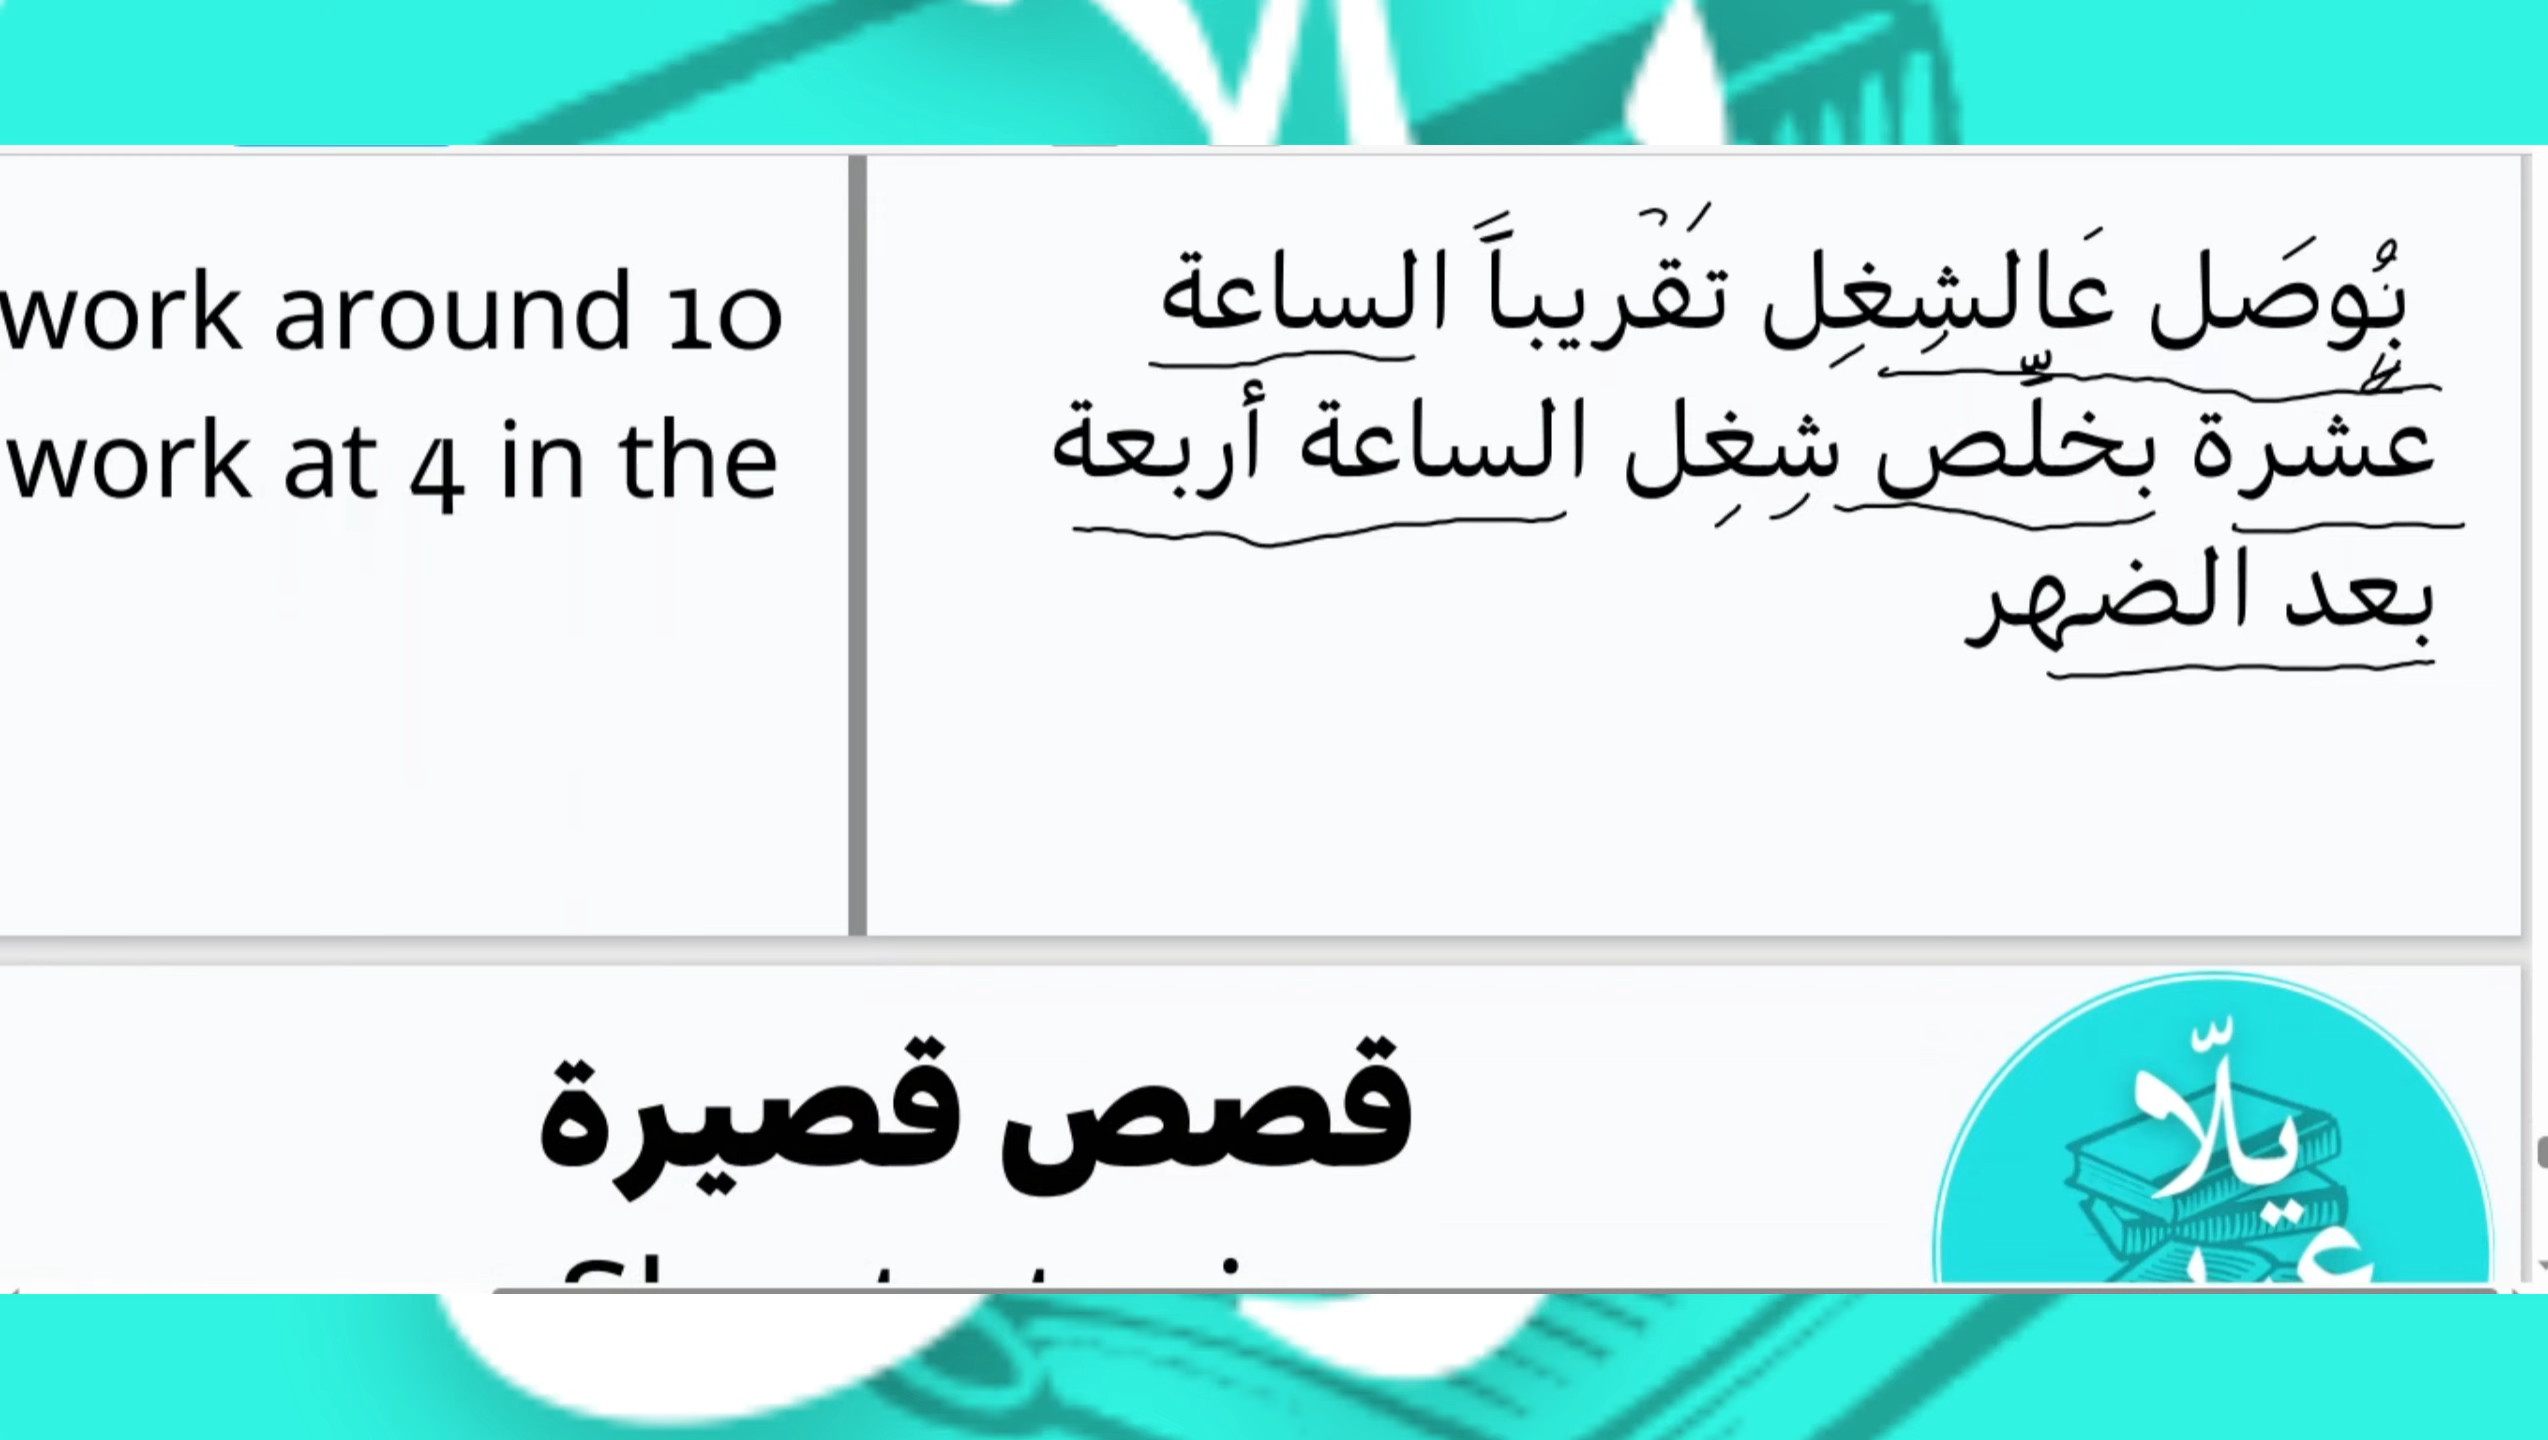 work around 10
work at 4 in the
بُوصَل عَالشِغِل تَقْريباً الساعة
عشرة بخلّص شِغِل الساعة أربعة
بعد الضهر
قصص قصيرة
يلّا